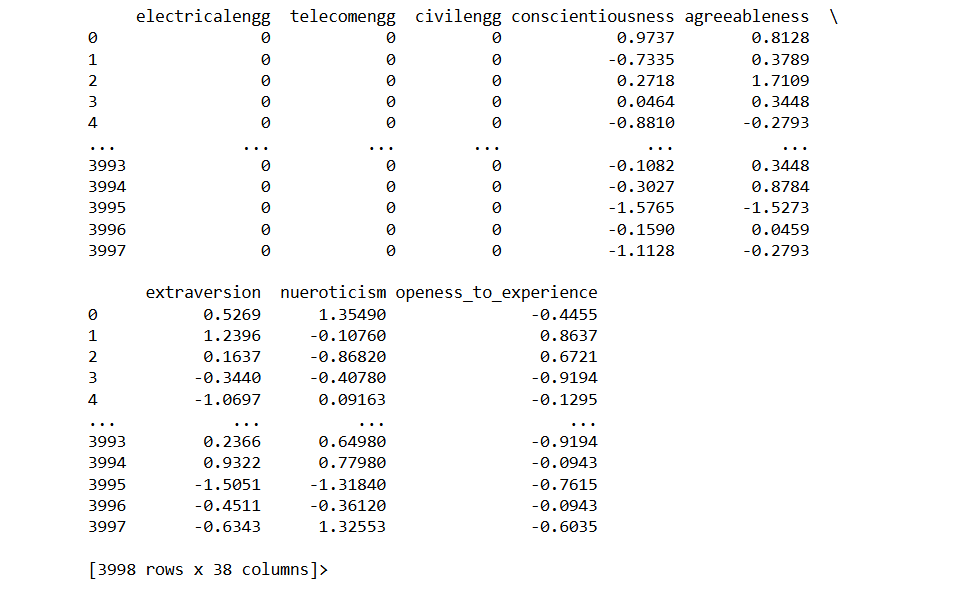 electricalengg telecomengg civilengg conscientiousness agreeableness \
0 0 0 0 0.9737 0.8128
1 0 0 0 -0.7335 0.3789
2 0 0 0 0.2718 1.7109
3 0 0 0 0.0464 0.3448
4 0 0 0 -0.8810 -0.2793
... ... ... ... ... ...
3993 0 0 0 -0.1082 0.3448
3994 0 0 0 -0.3027 0.8784
3995 0 0 0 -1.5765 -1.5273
3996 0 0 0 -0.1590 0.0459
3997 0 0 0 -1.1128 -0.2793
extraversion nueroticism openess_to_experience
0 0.5269 1.35490 -0.4455
1 1.2396 -0.10760 0.8637
2 0.1637 -0.86820 0.6721
3 -0.3440 -0.40780 -0.9194
4 -1.0697 0.09163 -0.1295
... ... ... ...
3993 0.2366 0.64980 -0.9194
3994 0.9322 0.77980 -0.0943
3995 -1.5051 -1.31840 -0.7615
3996 -0.4511 -0.36120 -0.0943
3997 -0.6343 1.32553 -0.6035
[3998 rows x 38 columns]>